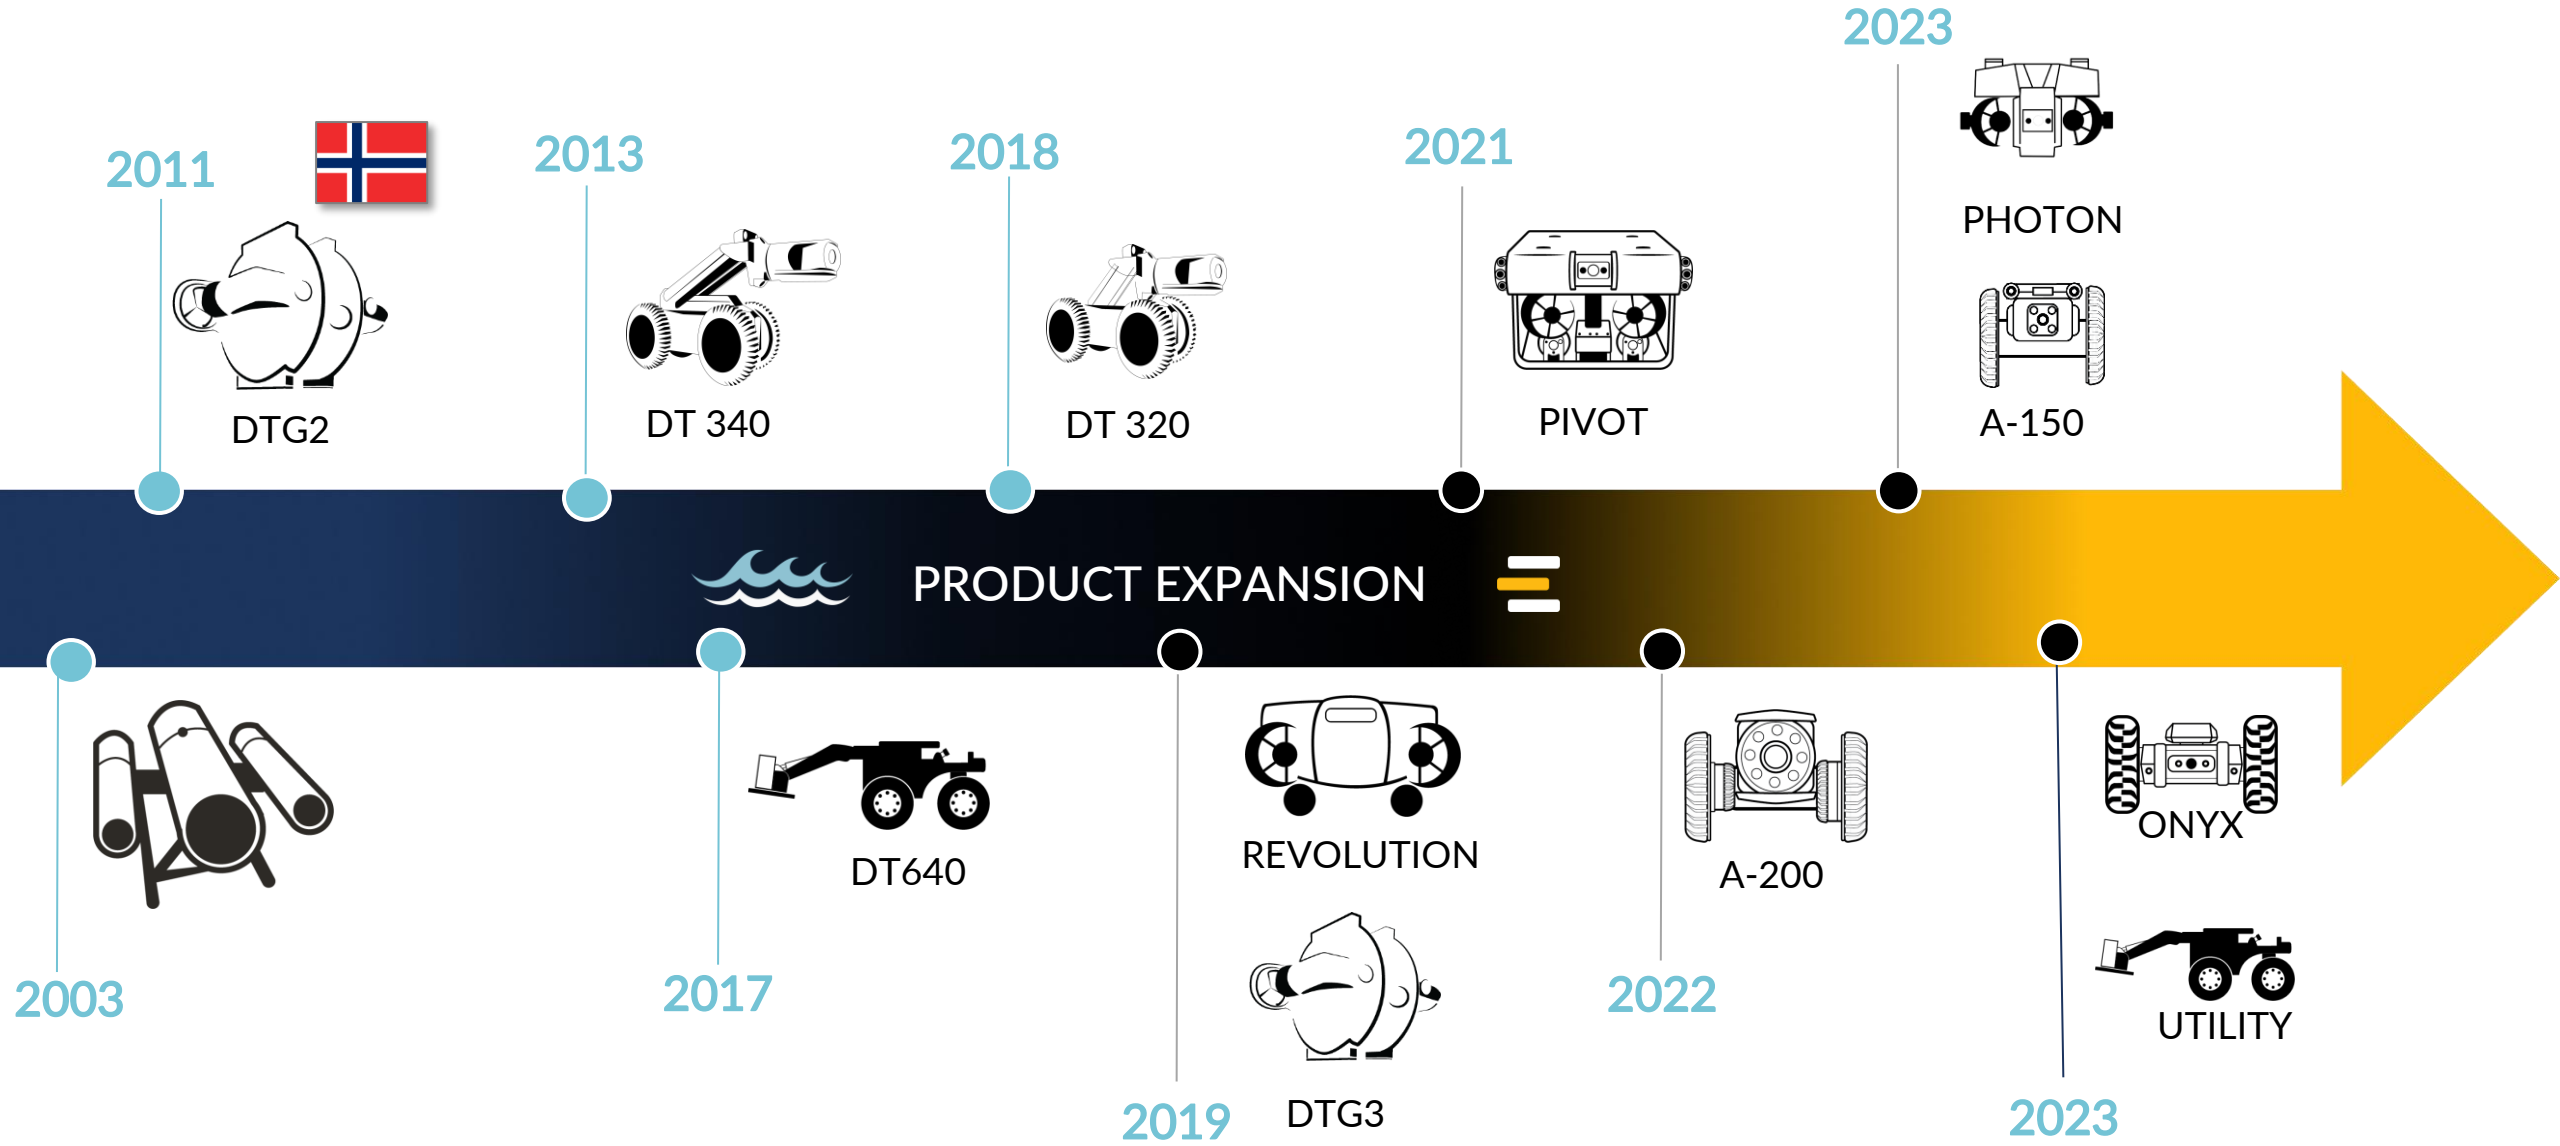 2023
PHOTON
2011
2013
2018
2021
DTG2
DT 340
DT 320
PIVOT
A-150
PRODUCT EXPANSION
2003
DT640
2017
REVOLUTION
DTG3
2019
A-200
2022
ONYX
UTILITY
2023